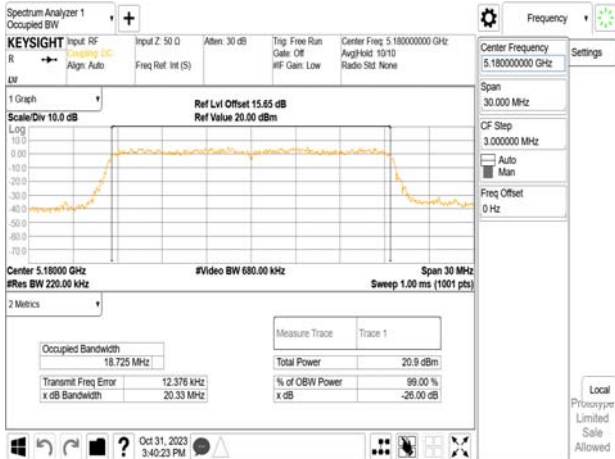 Spectrum Analyzer 1
Occupied BW
KEYSIGHT
R
LVI
Input: RF
Coupling: DC
Align: Auto
Input Z: 50 Ω
Freq Ref: Int (S)
Atten: 30 dB
Trig: Free Run
Gate: Off
#IF Gain: Low
Center Freq: 5.180000000 GHz
Avg|Hold: 10/10
Radio Std: None
1 Graph
Scale/Div 10.0 dB
Ref Lvl Offset 15.65 dB
Ref Value 20.00 dBm
Log
10.0
0.00
-10.0
-20.0
-30.0
-40.0
-50.0
-60.0
-70.0
Center 5.18000 GHz
#Res BW 220.00 kHz
#Video BW 680.00 kHz
Span 30 MHz
Sweep 1.00 ms (1001 pts)
2 Metrics
Occupied Bandwidth
18.725 MHz
Transmit Freq Error 12.376 kHz
x dB Bandwidth 20.33 MHz
Measure Trace Trace 1
Total Power 20.9 dBm
% of OBW Power 99.00 %
x dB -26.00 dB
Oct 31, 2023
3:40:23 PM
Frequency
Center Frequency
5.180000000 GHz
Span
30.000 MHz
CF Step
3.000000 MHz
Auto
Man
Freq Offset
0 Hz
Settings
Local
Prototype
Limited
Sale
Allowed